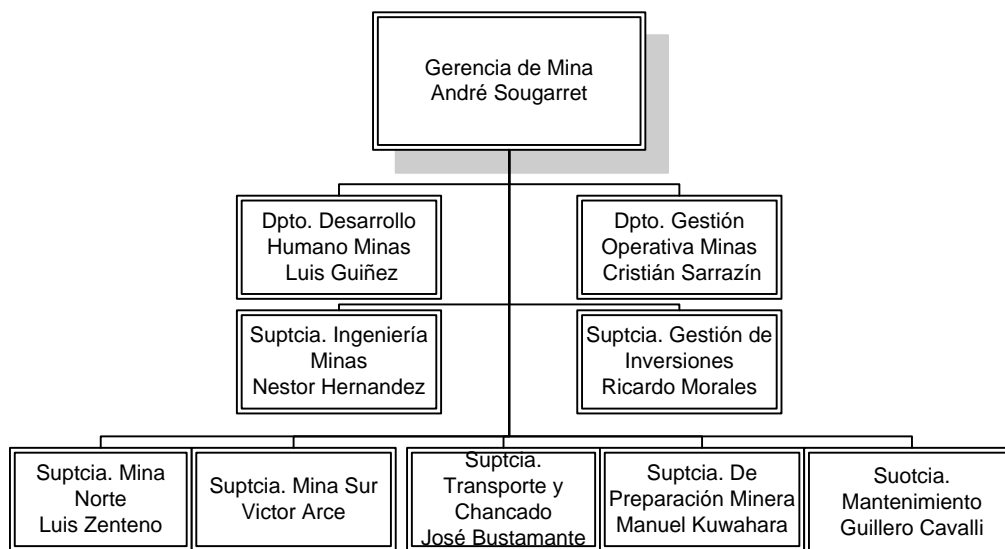 Gerencia de Mina
André Sougarret
Dpto. Desarrollo
Humano Minas
Luis Guiñez
Dpto. Gestión
Operativa Minas
Cristián Sarrazín
Suptcia. Ingeniería
Minas
Nestor Hernandez
Suptcia. Gestión de
Inversiones
Ricardo Morales
Suptcia. Mina
Norte
Luis Zenteno
Suptcia. Mina Sur
Victor Arce
Suptcia.
Transporte y
Chancado
José Bustamante
Suptcia. De
Preparación Minera
Manuel Kuwahara
Suotcia.
Mantenimiento
Guillero Cavalli